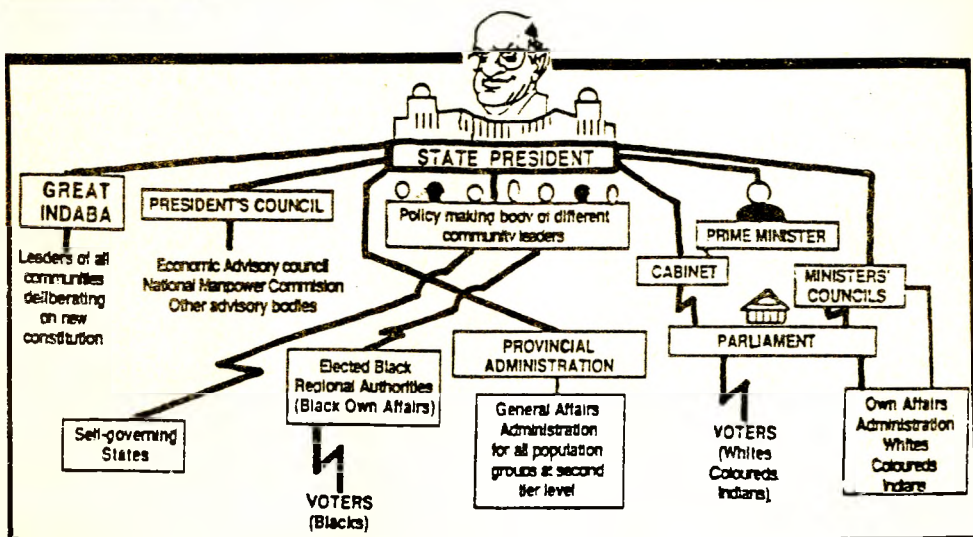 STATE PRESIDENT
GREAT
INDABA
Leaders of all
communities
deliberating
on new
constitution
PRESIDENT'S COUNCIL
Economic Advisory council
National Manpower Commission
Other advisory bodies
Policy making body of different
community leaders
PRIME MINISTER
CABINET
MINISTERS'
COUNCILS
PARLIAMENT
Self-governing
States
Elected Black
Regional Authorities
(Black Own Affairs)
VOTERS
(Blacks)
PROVINCIAL
ADMINISTRATION
General Affairs
Administration
for all population
groups at second
tier level
VOTERS
(Whites
Coloureds
Indians)
Own Affairs
Administration
Whites
Coloureds
Indians